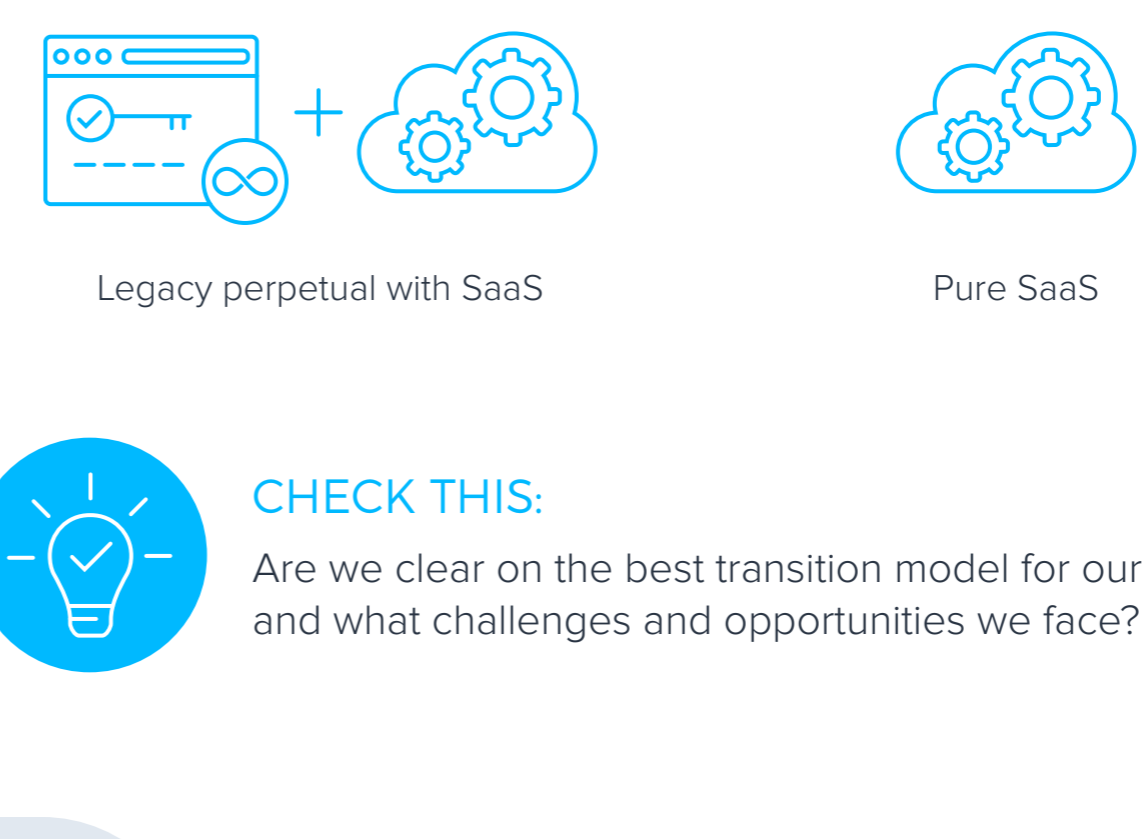 Legacy perpetual with SaaS
Pure SaaS
CHECK THIS:
Are we clear on the best transition model for our
and what challenges and opportunities we face?